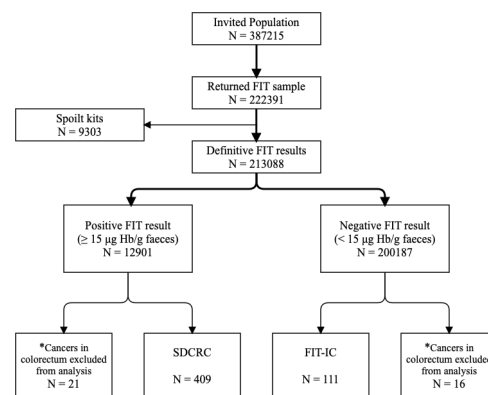 Invited Population
N = 387215
Returned FIT sample
N = 222391
Spoilt kits
N = 9303
Definitive FIT results
N = 213088
Positive FIT result
(≥ 15 µg Hb/g faeces)
N = 12901
Negative FIT result
(< 15 µg Hb/g faeces)
N = 200187
*Cancers in
colorectum excluded
from analysis
N = 21
SDCRC
N = 409
FIT-IC
N = 111
*Cancers in
colorectum excluded
from analysis
N = 16